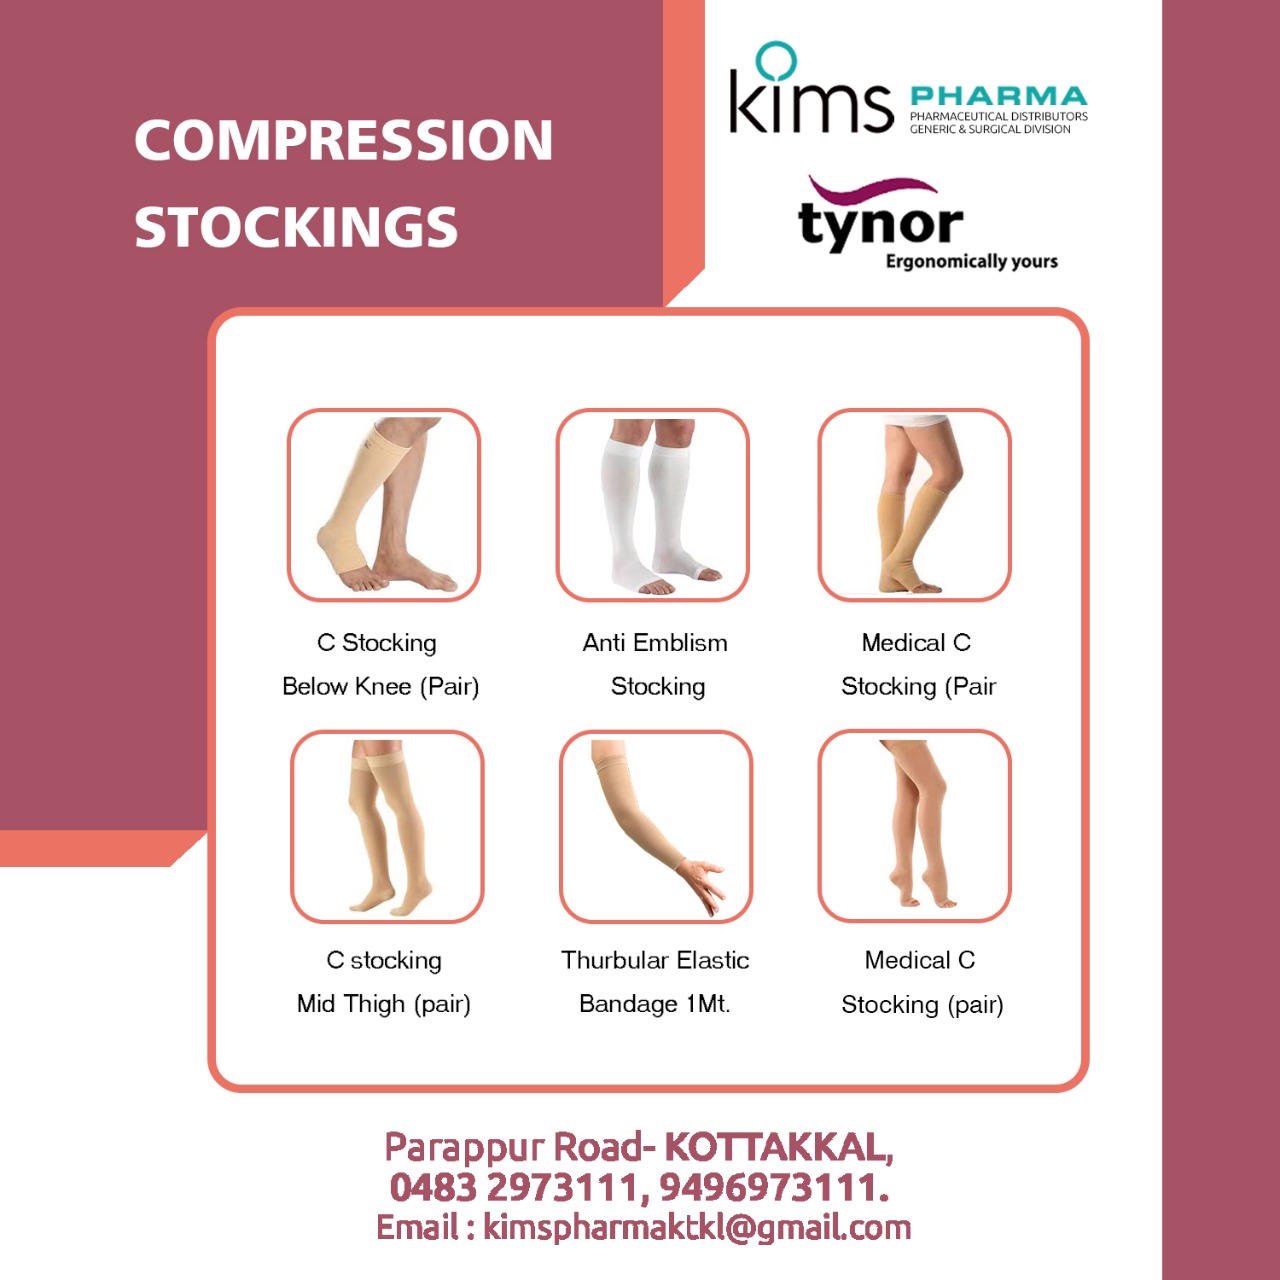 COMPRESSION
STOCKINGS
kims PHARMA
PHARMACEUTICAL DISTRIBUTORS
GENERIC & SURGICAL DIVISION
tynor
Ergonomically yours
C Stocking
Below Knee (Pair)
Anti Emblism
Stocking
Medical C
Stocking (Pair
C stocking
Mid Thigh (pair)
Thurbular Elastic
Bandage 1Mt.
Medical C
Stocking (pair)
Parappur Road- KOTTAKKAL,
0483 2973111, 9496973111.
Email : kimspharmaktkl@gmail.com